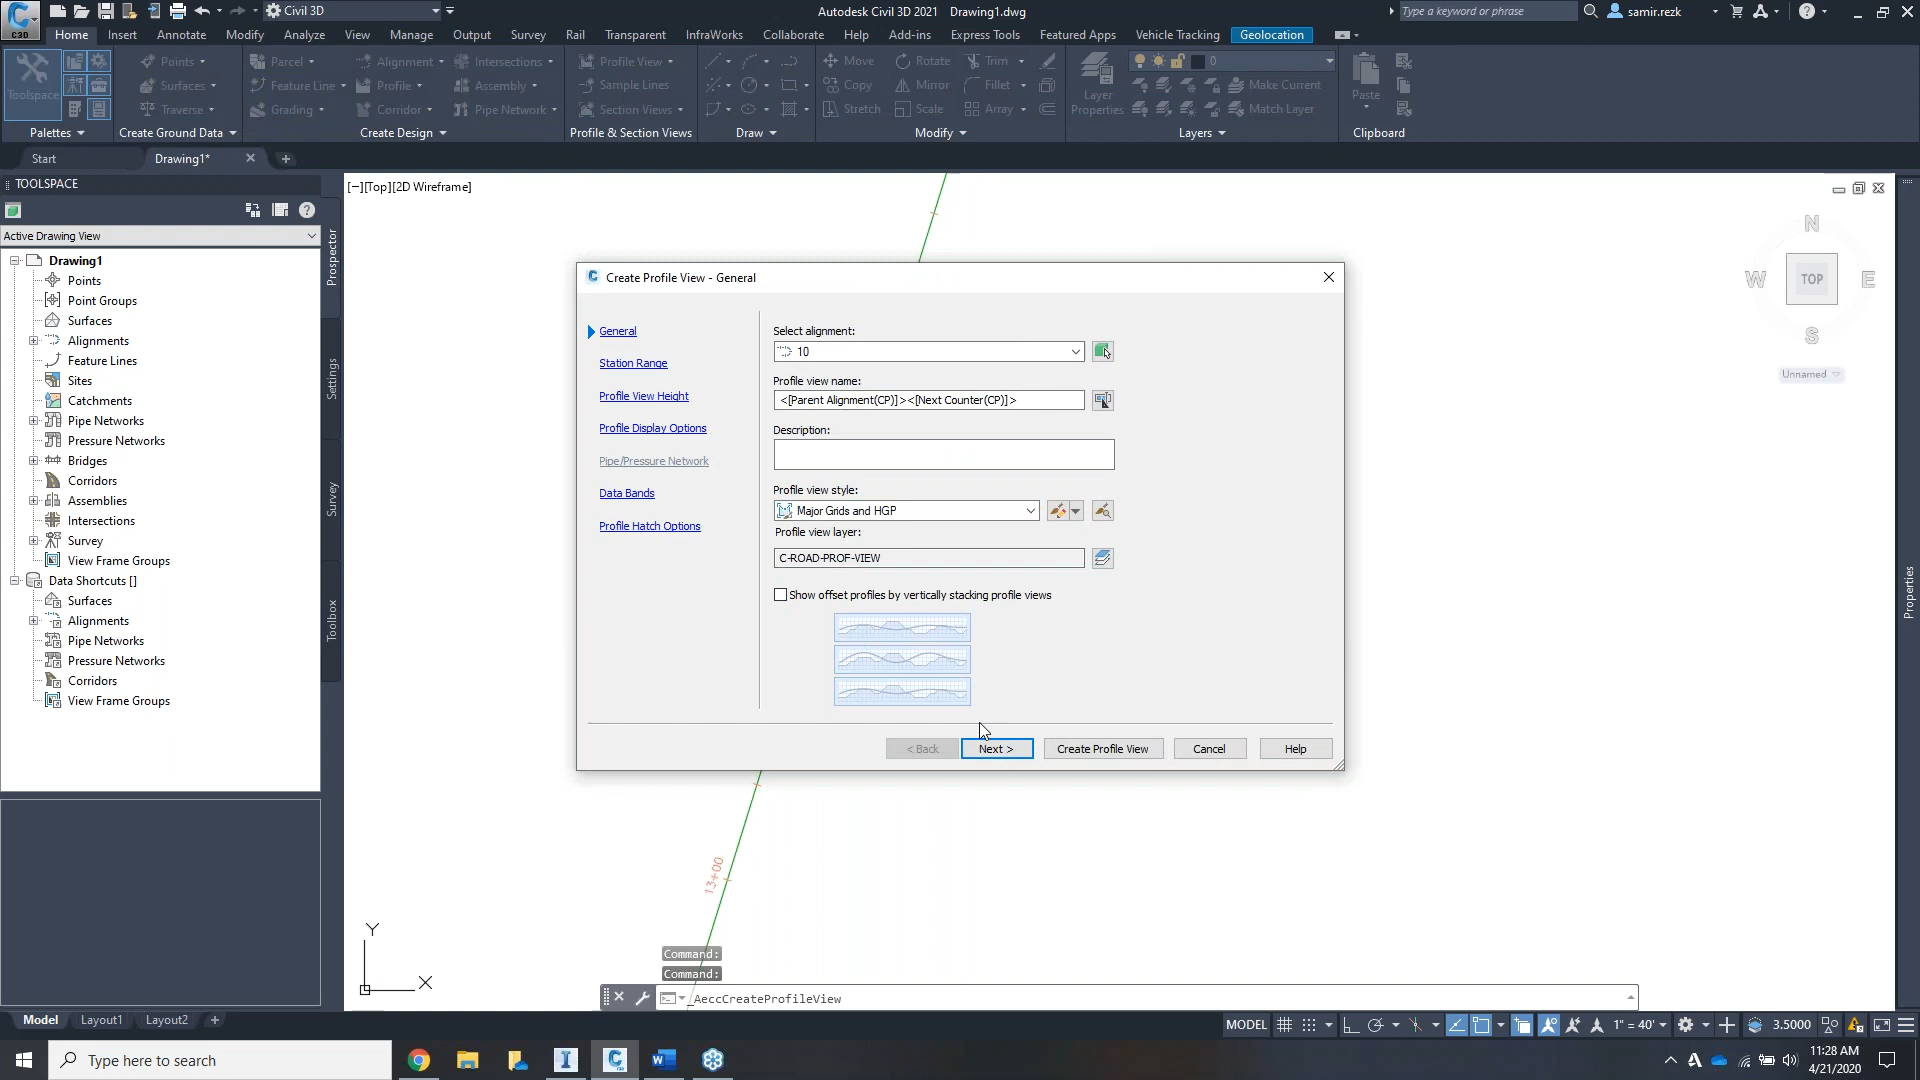 Civil 3D
Autodesk Civil 3D 2021 Drawing1.dwg
Type a keyword or phrase
samir.rezk
C3D
Home Insert Annotate Modify Analyze View Manage Output Survey Rail Transparent InfraWorks Collaborate Help Add-ins Express Tools Featured Apps Vehicle Tracking Geolocation
Toolspace
Points
Surfaces
Traverse
Parcel
Feature Line
Grading
Alignment
Profile
Corridor
Intersections
Assembly
Pipe Network
Profile View
Sample Lines
Section Views
Move
Copy
Stretch
Rotate
Mirror
Scale
Trim
Fillet
Array
Layer
Properties
0
Make Current
Match Layer
Paste
Palettes Create Ground Data Create Design Profile & Section Views Draw Modify Layers Clipboard
Start Drawing1*
TOOLSPACE
Active Drawing View
Drawing1
Points
Point Groups
Surfaces
Alignments
Feature Lines
Sites
Catchments
Pipe Networks
Pressure Networks
Bridges
Corridors
Assemblies
Intersections
Survey
View Frame Groups
Data Shortcuts []
Surfaces
Alignments
Pipe Networks
Pressure Networks
Corridors
View Frame Groups
Prospector
Settings
Survey
Toolbox
[−][Top][2D Wireframe]
N
W TOP E
S
Unnamed
Properties
Create Profile View - General
General
Station Range
Profile View Height
Profile Display Options
Pipe/Pressure Network
Data Bands
Profile Hatch Options
Select alignment:
10
Profile view name:
<[Parent Alignment(CP)]><[Next Counter(CP)]>
Description:
Profile view style:
Major Grids and HGP
Profile view layer:
C-ROAD-PROF-VIEW
Show offset profiles by vertically stacking profile views
< Back Next > Create Profile View Cancel Help
13+00
Y
X
Command:
Command:
_AeccCreateProfileView
Model Layout1 Layout2
MODEL 1" = 40' 3.5000
Type here to search
11:28 AM
4/21/2020